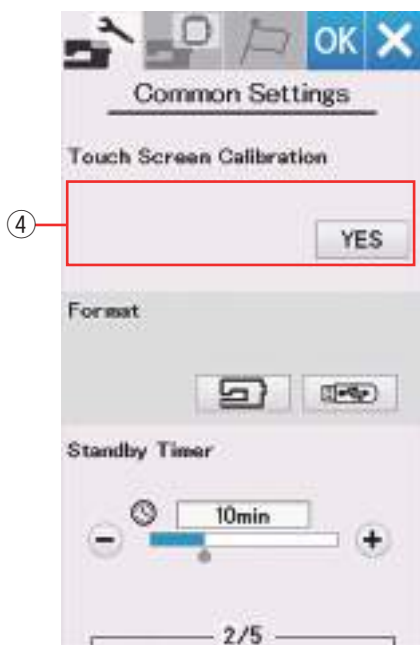 OK
Common Settings
Touch Screen Calibration
④
YES
Format
Standby Timer
10min
2/5